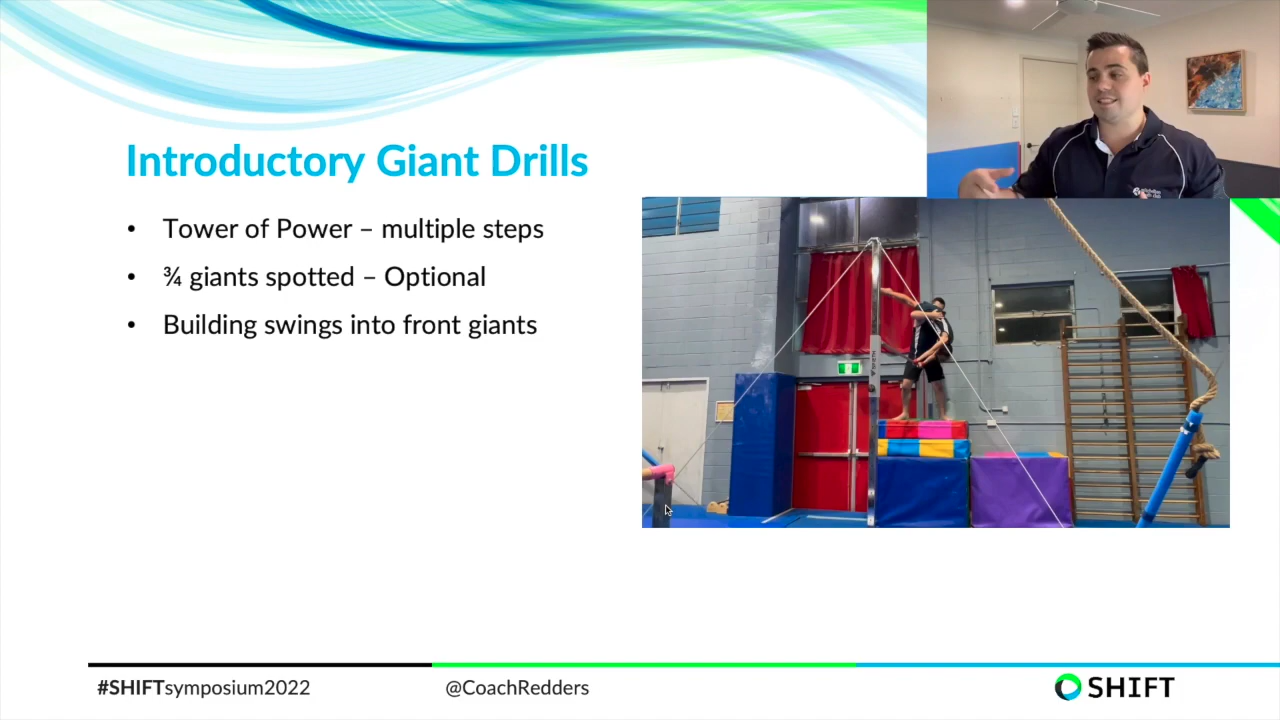 Introductory Giant Drills
• Tower of Power – multiple steps
• ¾ giants spotted – Optional
• Building swings into front giants
#SHIFTsymposium2022
@CoachRedders
SHIFT